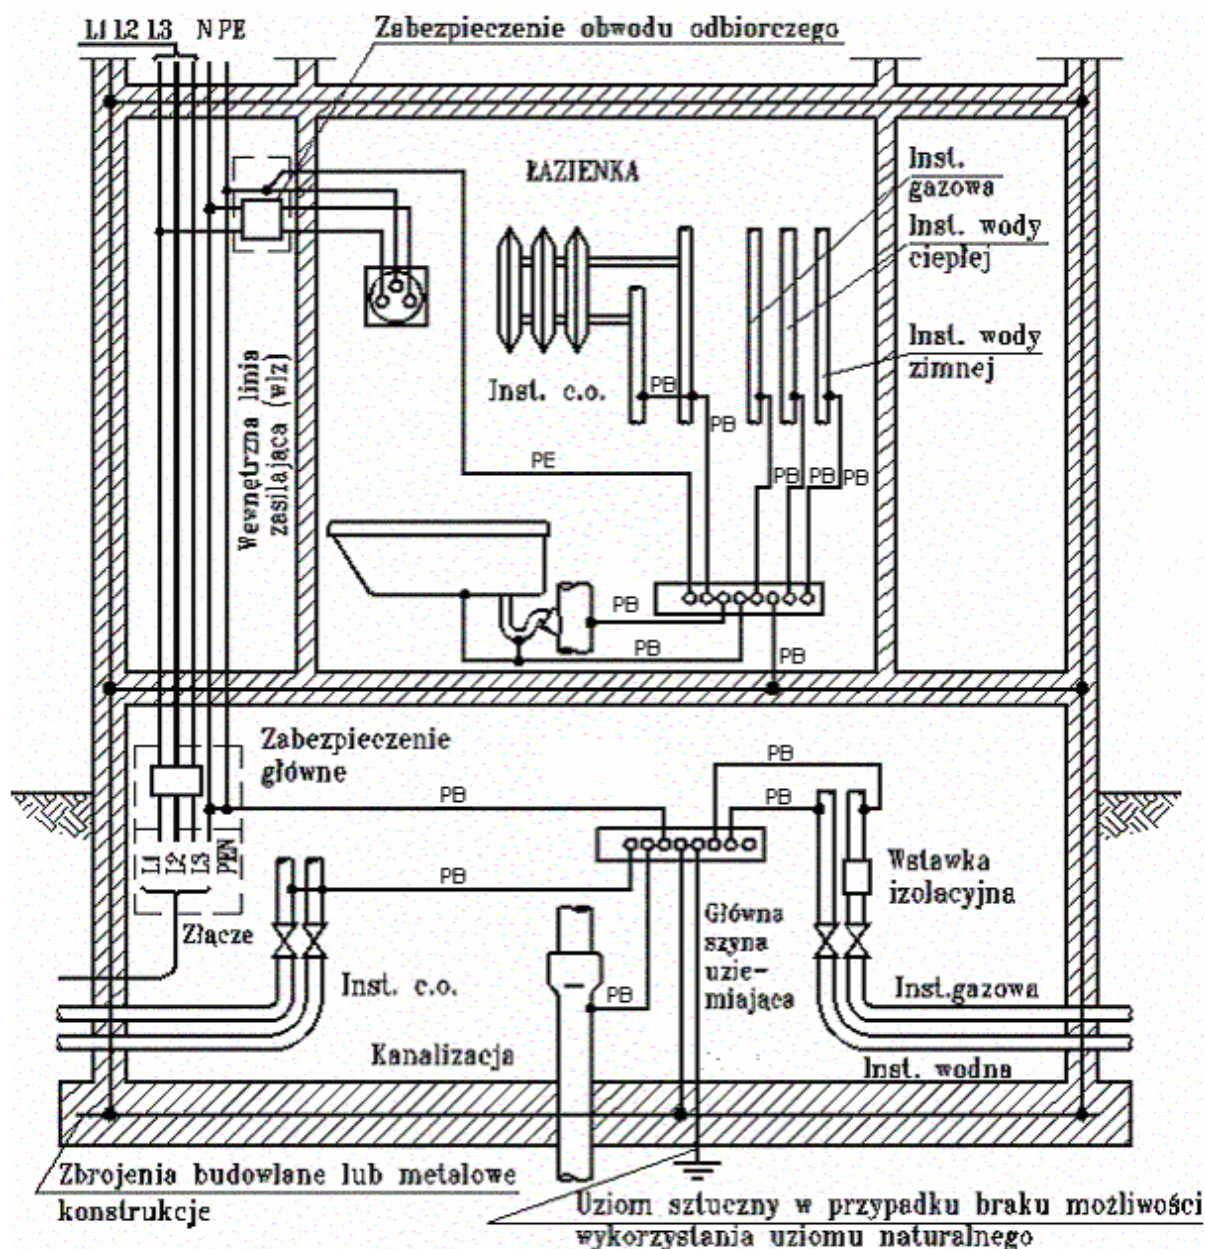 L1 L2 L3 N PE
Zabezpieczenie obwodu odbiorczego
ŁAZIENKA
Inst.
gazowa
Inst. wody
ciepłej
Inst. wody
zimnej
Wewnętrzna linia
zasilająca (wlz)
Inst. c.o.
PB
PB
PE
PB
PB
PB
PB
PB
PB
Zabezpieczenie
główne
PB
PB
PB
L1
L2
L3
PEN
Złącze
PB
Wstawka
izolacyjna
Główna
szyna
uzie-
miająca
Inst. c.o.
PB
Inst.gazowa
Kanalizacja
Inst. wodna
Zbrojenia budowlane lub metalowe
konstrukcje
Uziom sztuczny w przypadku braku możliwości
wykorzystania uziomu naturalnego